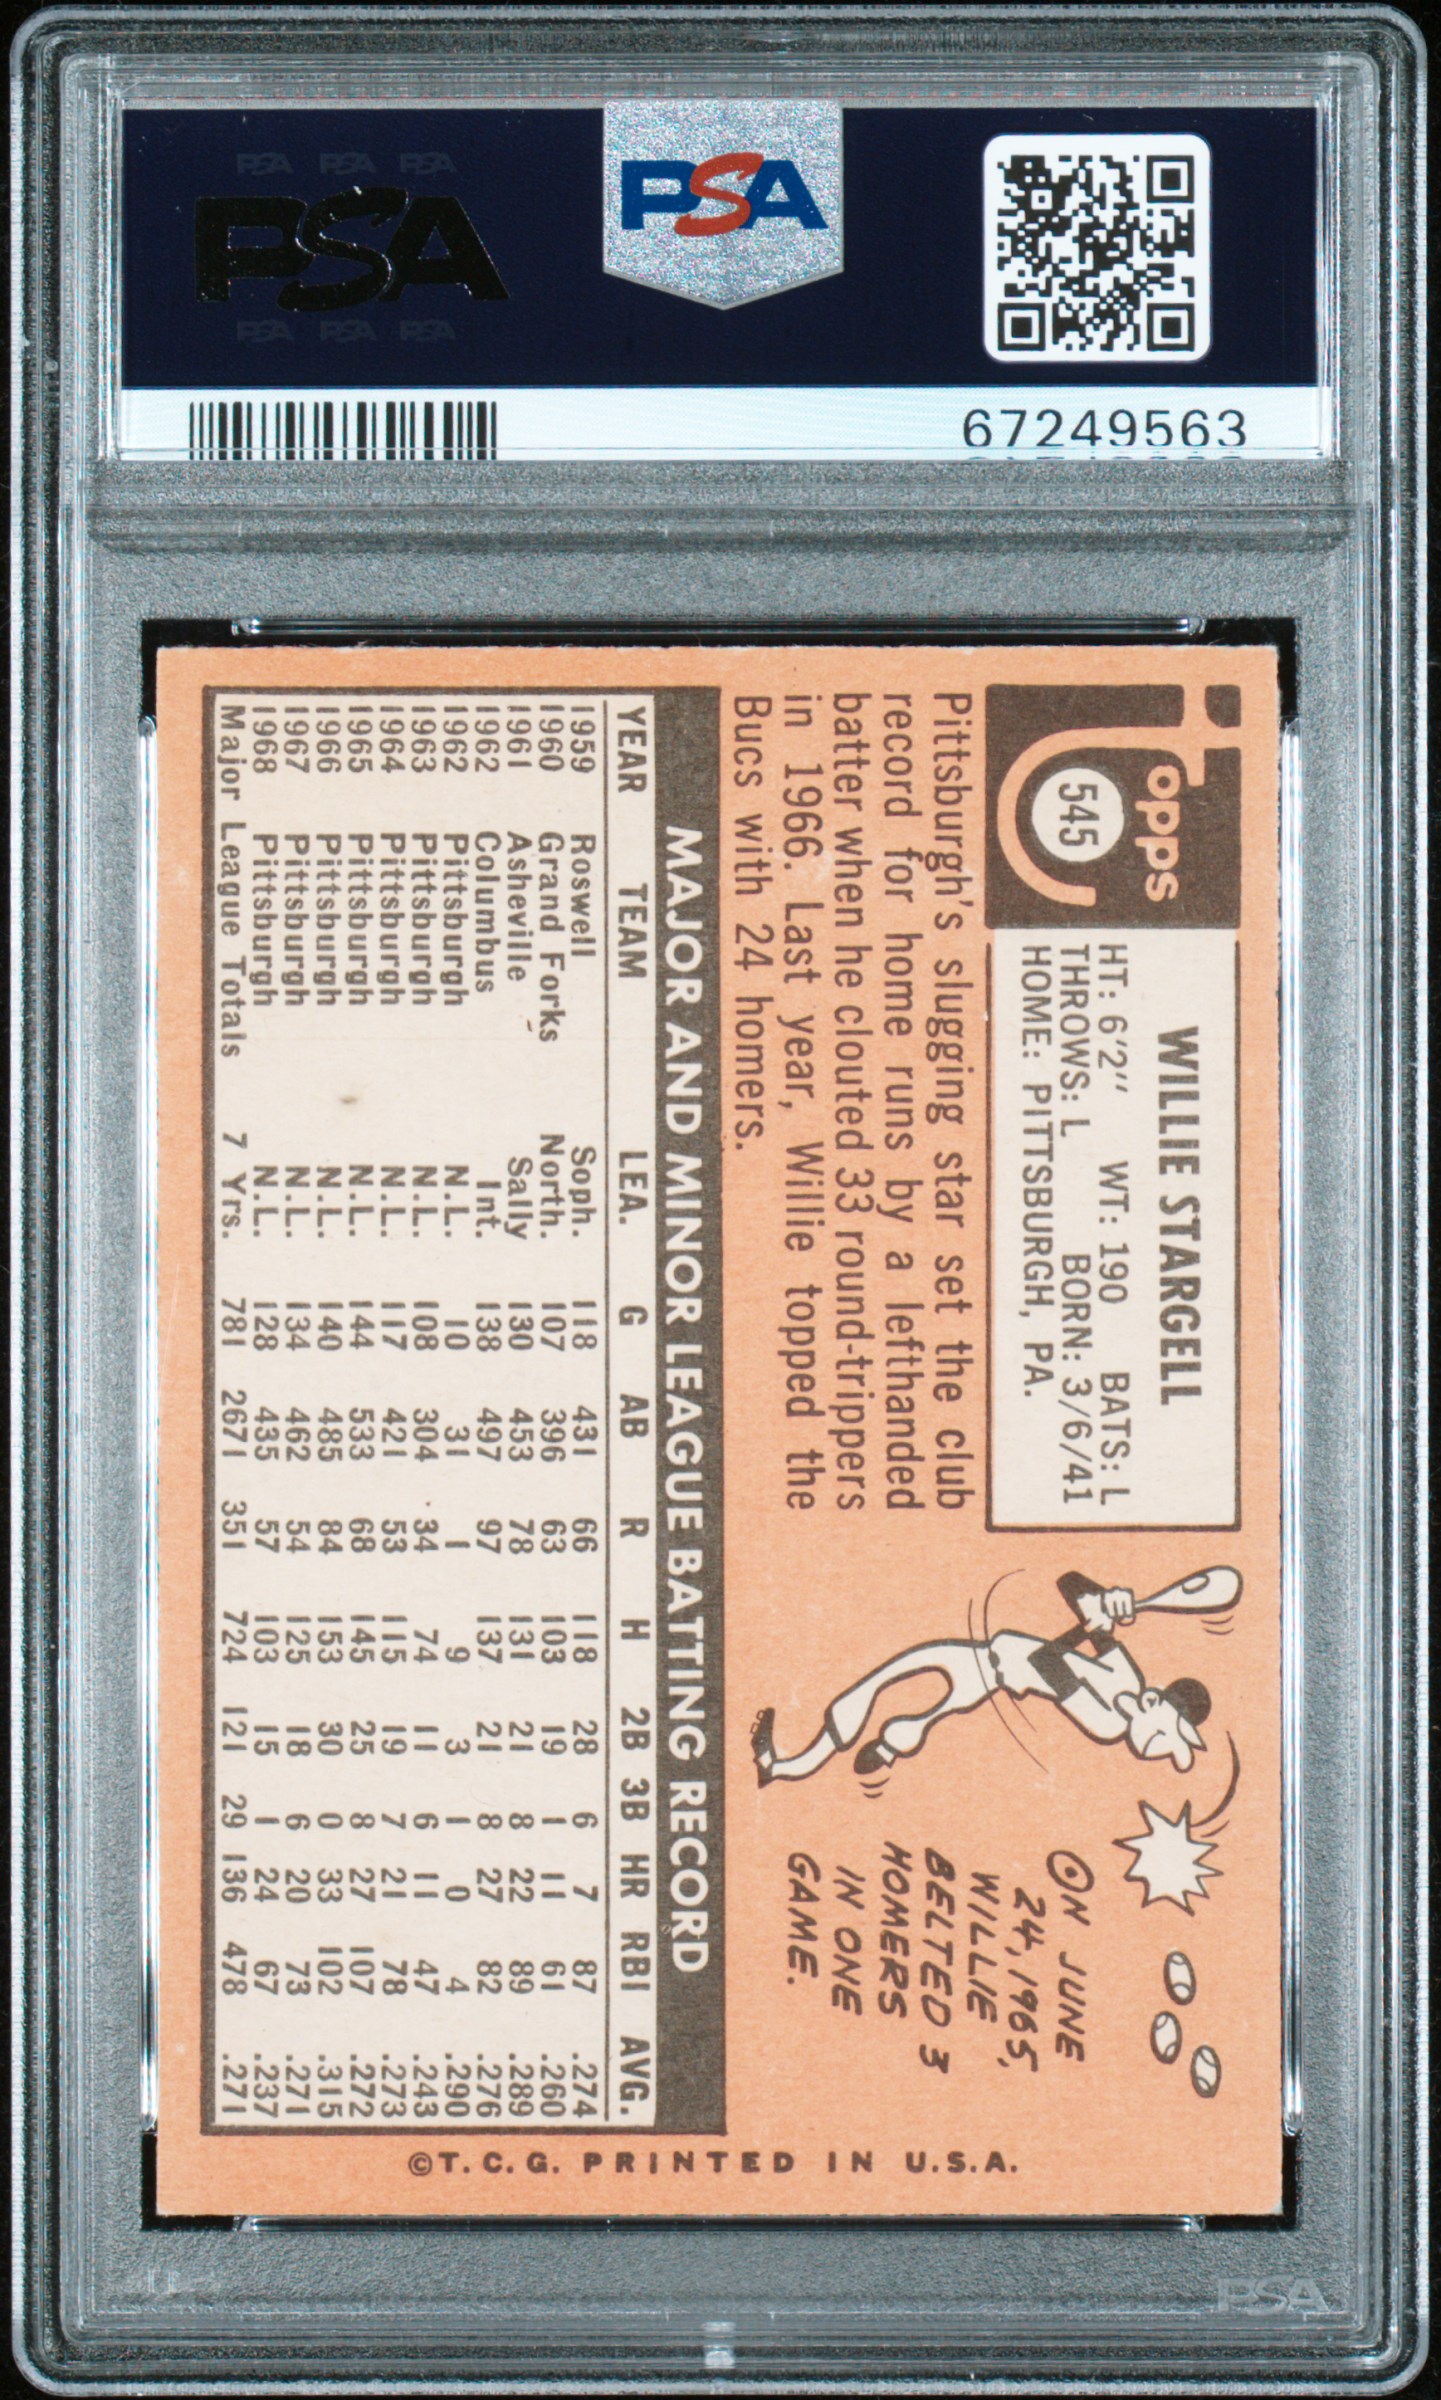 PSA PSA PSA
PSA
PSA PSA PSA
PSA
67249563
Topps
545
WILLIE STARGELL
HT: 6'2" WT: 190 BATS: L
THROWS: L BORN: 3/6/41
HOME: PITTSBURGH, PA.
Pittsburgh's slugging star set the club
record for home runs by a lefthanded
batter when he clouted 33 round-trippers
in 1966. Last year, Willie topped the
Bucs with 24 homers.
ON JUNE
24, 1965,
WILLIE
BELTED 3
HOMERS
IN ONE
GAME.
MAJOR AND MINOR LEAGUE BATTING RECORD
YEAR TEAM LEA. G AB R H 2B 3B HR RBI AVG.
1959 Roswell Soph. 118 431 66 118 28 6 7 87 .274
1960 Grand Forks North. 107 396 63 103 19 1 11 61 .260
1961 Asheville Sally 130 453 78 131 21 8 22 89 .289
1962 Columbus Int. 138 497 97 137 21 8 27 82 .276
1962 Pittsburgh N.L. 10 31 1 9 3 1 0 4 .290
1963 Pittsburgh N.L. 108 304 34 74 11 6 11 47 .243
1964 Pittsburgh N.L. 117 421 53 115 19 7 21 78 .273
1965 Pittsburgh N.L. 144 533 68 145 25 8 27 107 .272
1966 Pittsburgh N.L. 140 485 84 153 30 0 33 102 .315
1967 Pittsburgh N.L. 134 462 54 125 18 6 20 73 .271
1968 Pittsburgh N.L. 128 435 57 103 15 1 24 67 .237
Major League Totals 7 Yrs. 781 2671 351 724 121 29 136 478 .271
©T.C.G. PRINTED IN U.S.A.
PSA